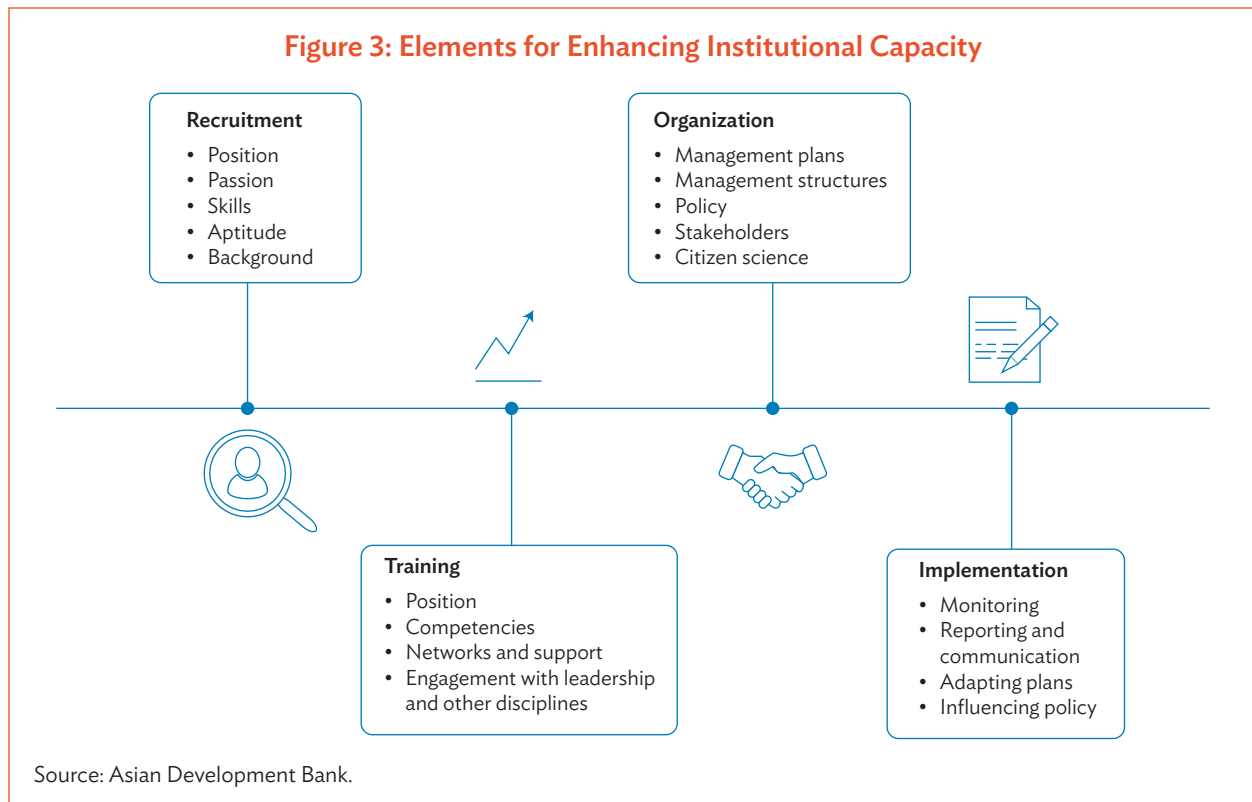 Figure 3: Elements for Enhancing Institutional Capacity
Recruitment
• Position
• Passion
• Skills
• Aptitude
• Background
Organization
• Management plans
• Management structures
• Policy
• Stakeholders
• Citizen science
Training
• Position
• Competencies
• Networks and support
• Engagement with leadership
and other disciplines
Implementation
• Monitoring
• Reporting and
communication
• Adapting plans
• Influencing policy
Source: Asian Development Bank.